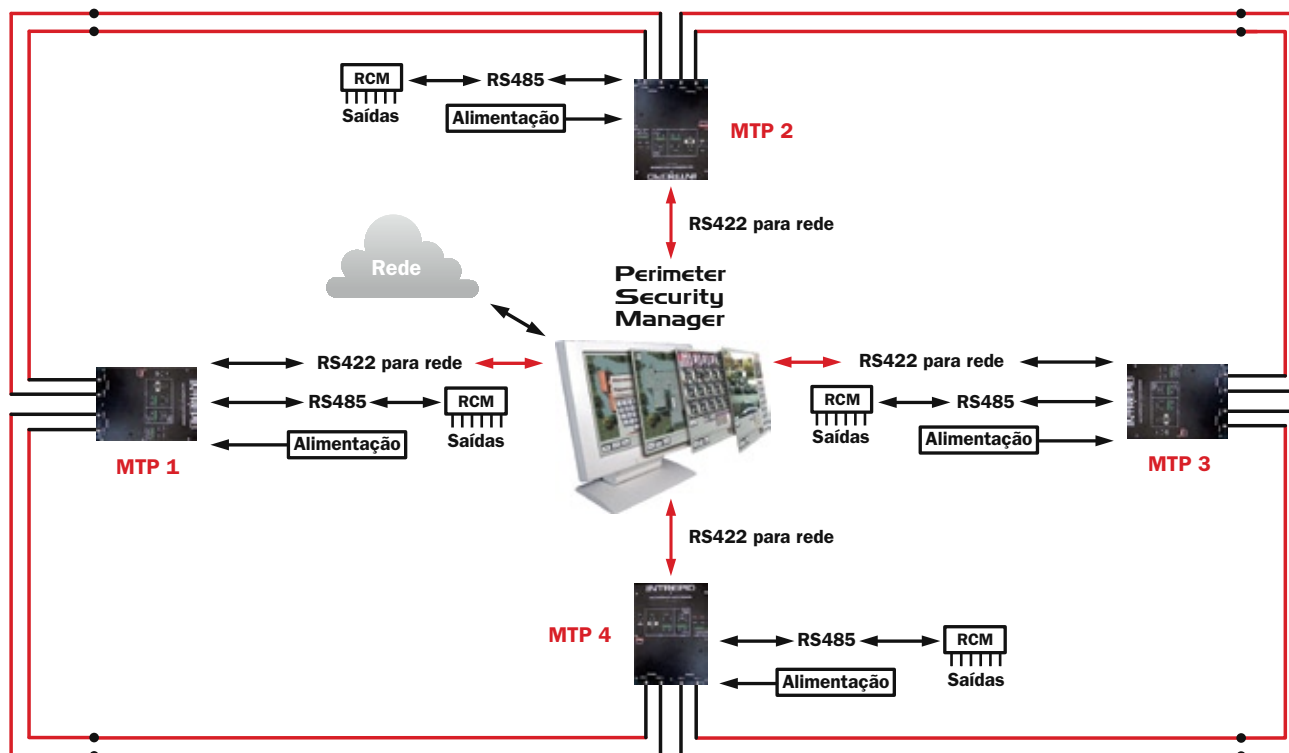 RCM
RS485
Saídas
Alimentação
MTP 2
RS422 para rede
Rede
Perimeter
Security
Manager
RS422 para rede
RS485
RCM
Saídas
Alimentação
MTP 1
RS422 para rede
RCM
RS485
Saídas
Alimentação
MTP 3
RS422 para rede
INTREPID
MTP 4
RS485
RCM
Saídas
Alimentação